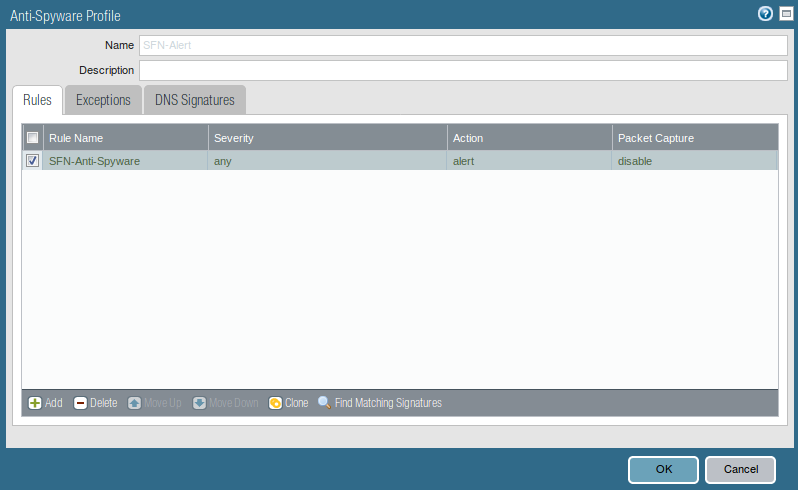 Anti-Spyware Profile
Name SFN-Alert
Description
Rules Exceptions DNS Signatures
Rule Name Severity Action Packet Capture
SFN-Anti-Spyware any alert disable
Add Delete Move Up Move Down Clone Find Matching Signatures
OK Cancel